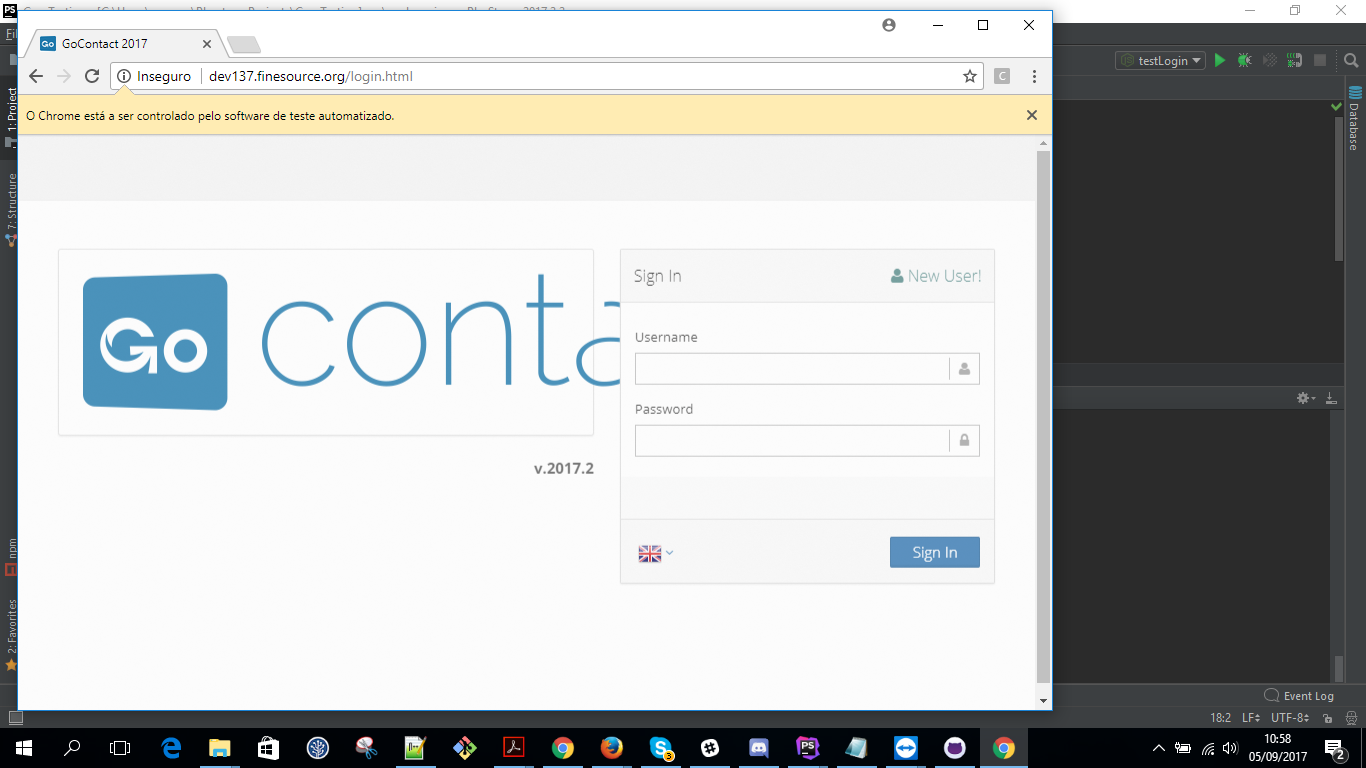 GoContact 2017
Inseguro
dev137.finesource.org/login.html
C
O Chrome está a ser controlado pelo software de teste automatizado.
testLogin
1: Project
7: Structure
npm
2: Favorites
Database
Go conta
v.2017.2
Sign In
New User!
Username
Password
Sign In
Event Log
18:2
LF
UTF-8
3
10:58
05/09/2017
2